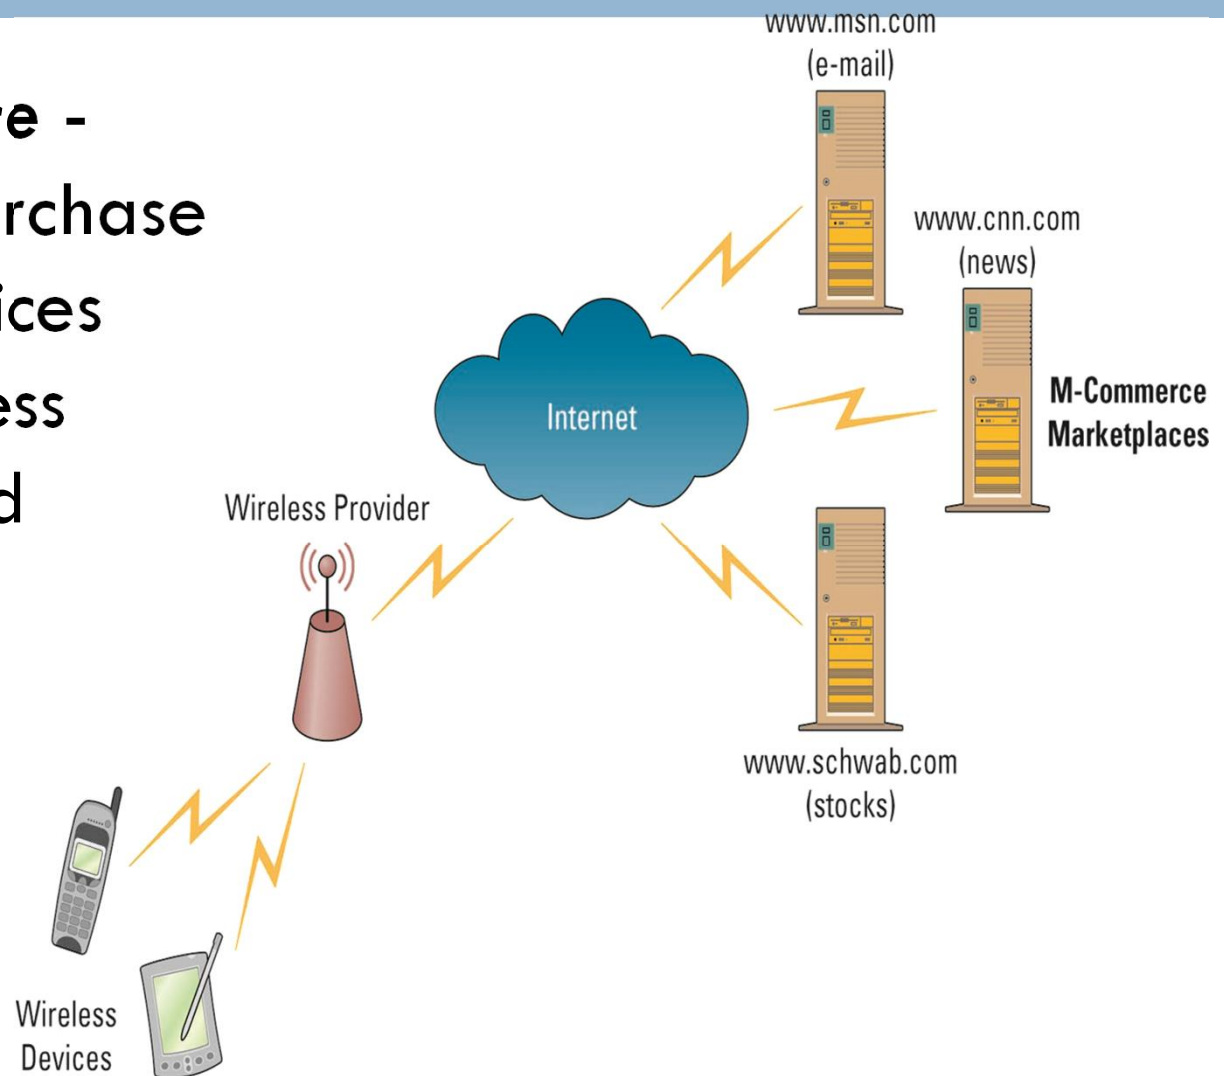 re -
rchase
ices
ess
d
www.msn.com
(e-mail)
www.cnn.com
(news)
M-Commerce
Marketplaces
Internet
Wireless Provider
www.schwab.com
(stocks)
Wireless
Devices